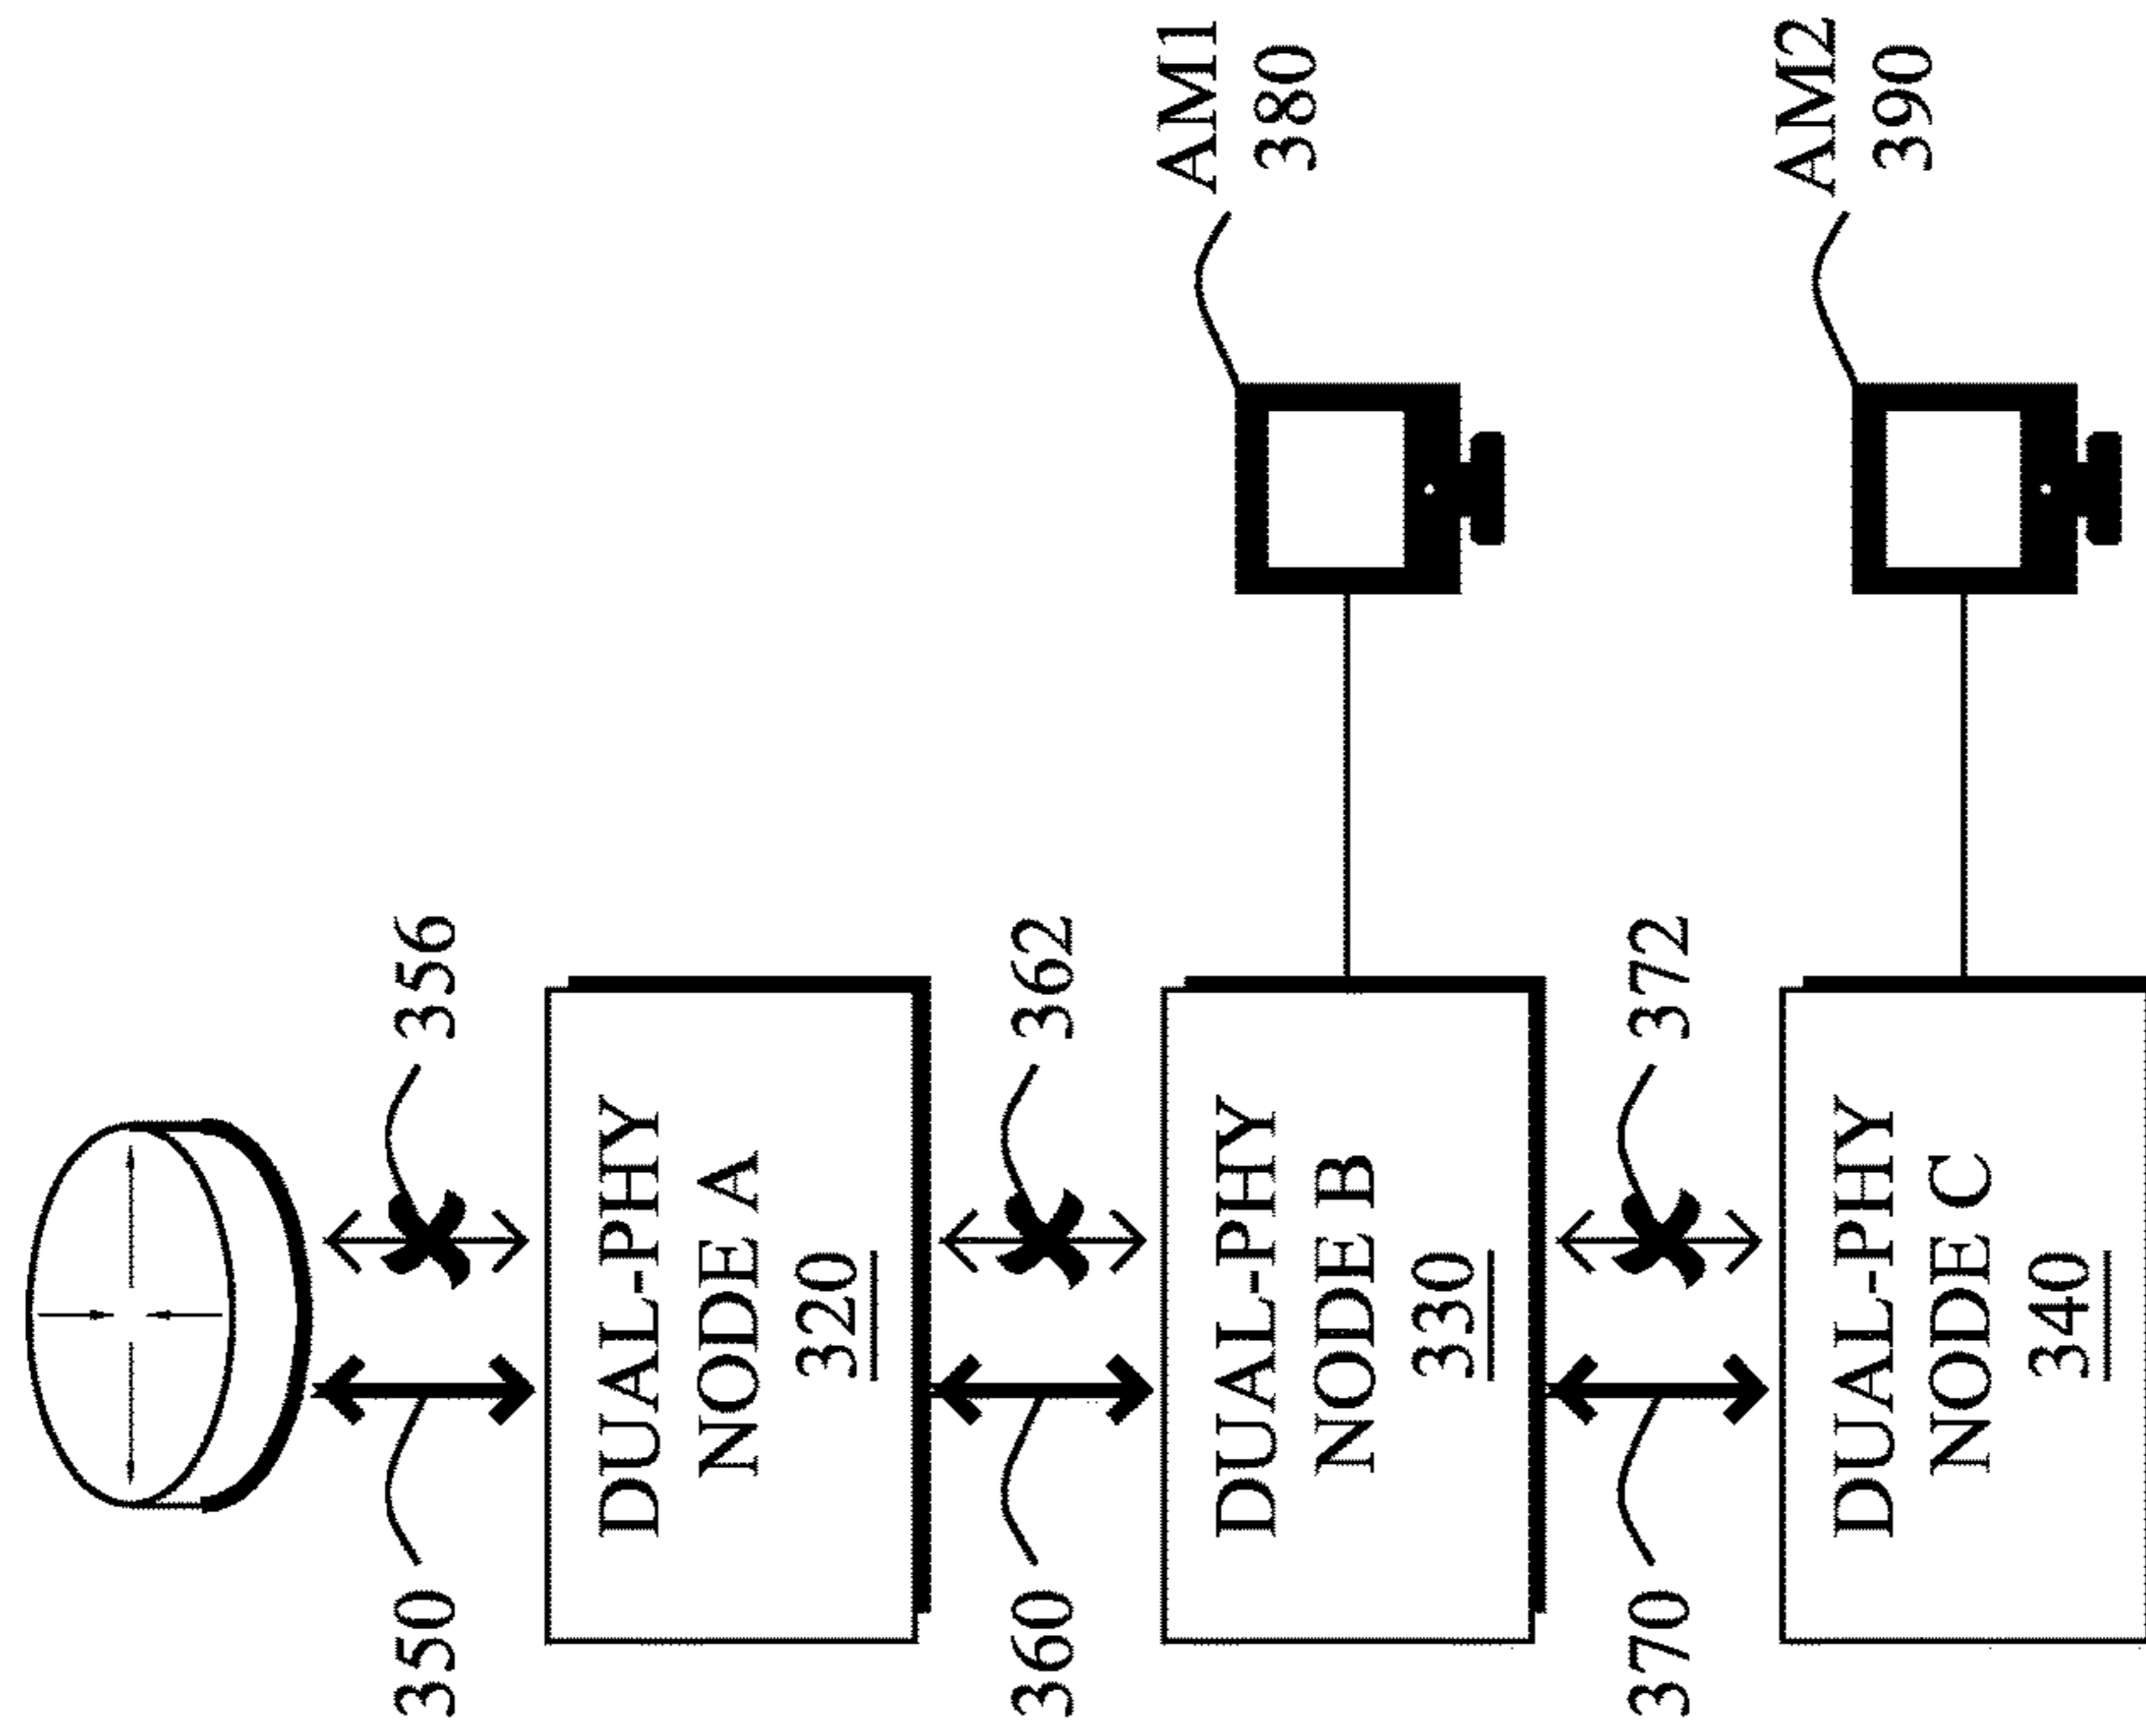 350
356
DUAL-PHY
NODE A
320
360
362
AM1
380
DUAL-PHY
NODE B
330
370
372
AM2
390
DUAL-PHY
NODE C
340